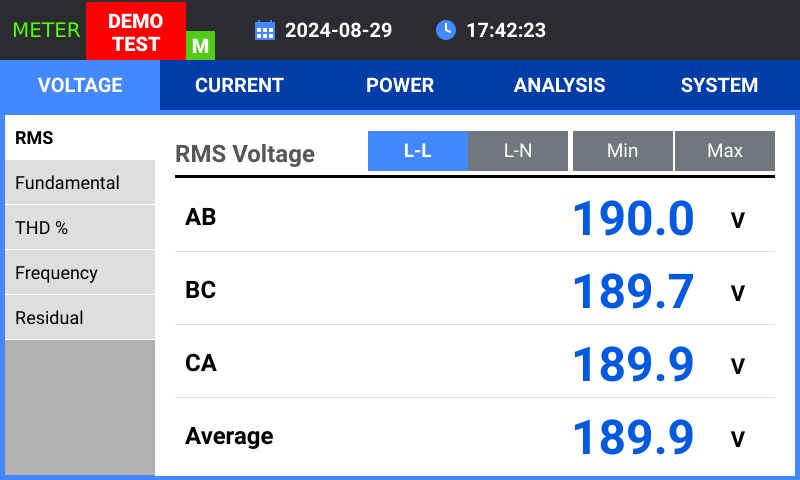 METER
DEMO
TEST
M
2024-08-29
17:42:23
VOLTAGE CURRENT POWER ANALYSIS SYSTEM
RMS
Fundamental
THD %
Frequency
Residual
RMS Voltage L-L L-N Min Max
AB 190.0 V
BC 189.7 V
CA 189.9 V
Average 189.9 V